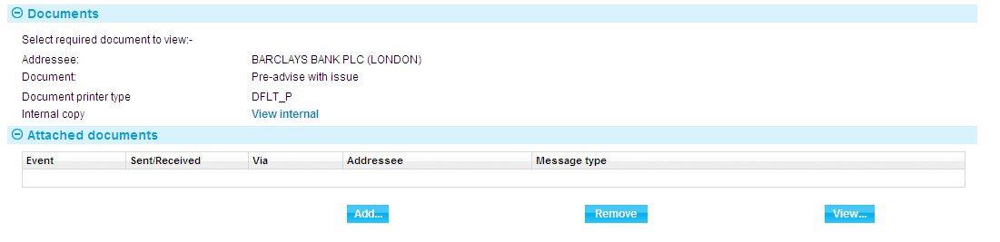 Documents
Select required document to view:-
Addressee: BARCLAYS BANK PLC (LONDON)
Document: Pre-advise with issue
Document printer type DFLT_P
Internal copy View internal
Attached documents
Event Sent/Received Via Addressee Message type
Add... Remove View...